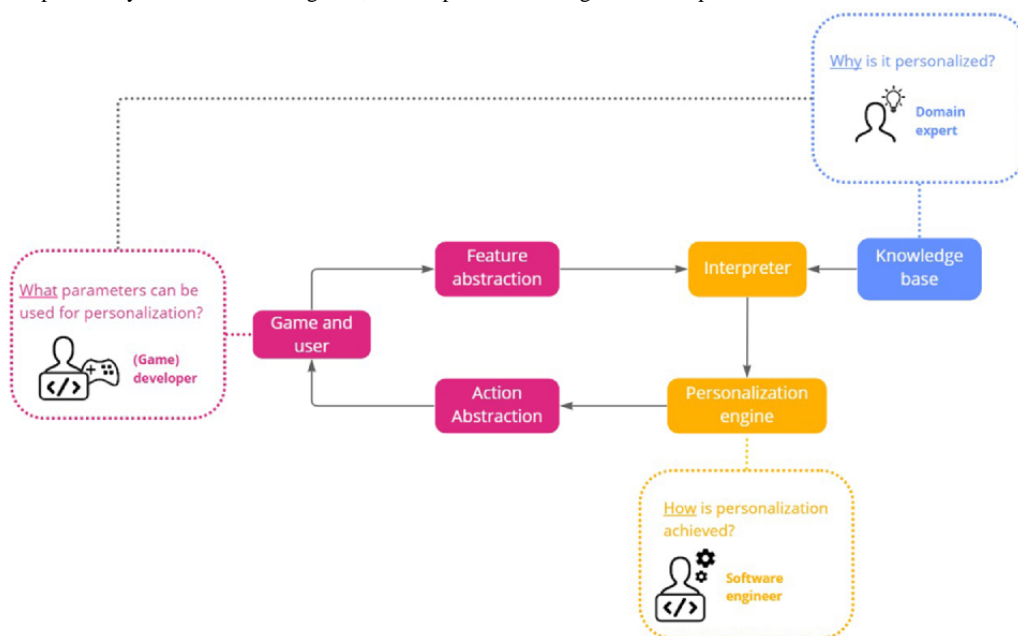 Why is it personalized?
Domain
expert
Feature
abstraction
Interpreter
Knowledge
base
What parameters can be
used for personalization?
(Game)
developer
Game and
user
Action
Abstraction
Personalization
engine
How is personalization
achieved?
Software
engineer